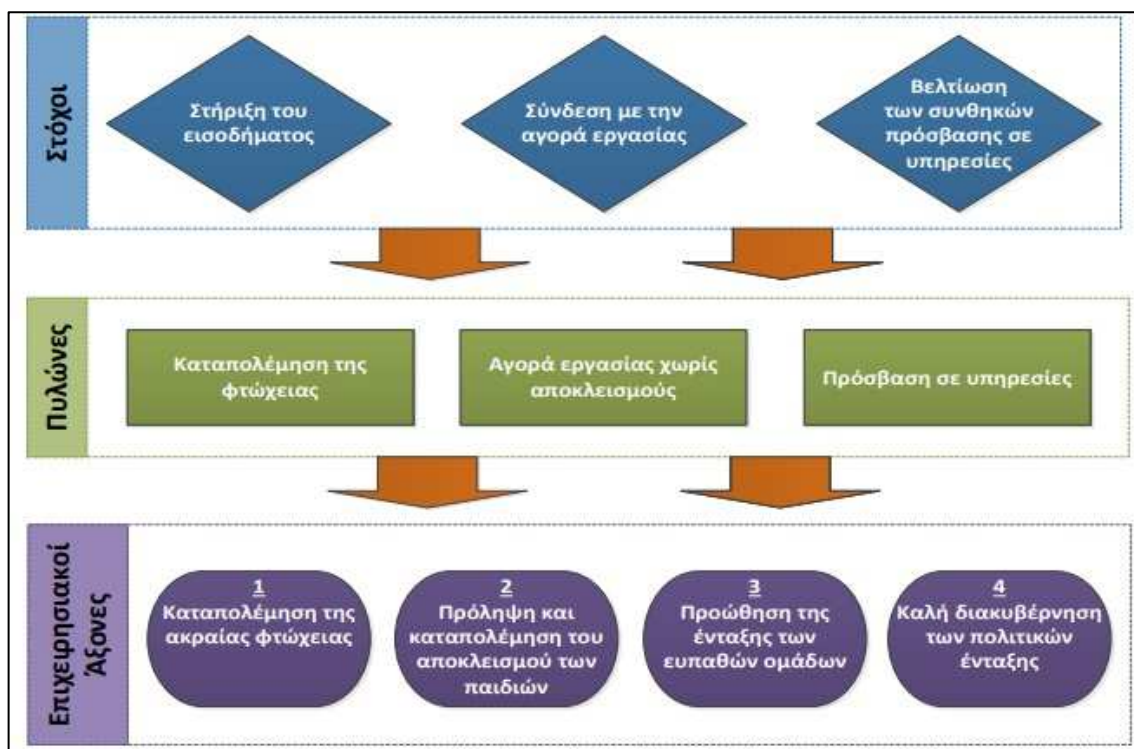 Στόχοι
Στήριξη του
εισοδήματος
Σύνδεση με την
αγορά εργασίας
Βελτίωση
των συνθηκών
πρόσβασης σε
υπηρεσίες
Πυλώνες
Καταπολέμηση της
φτώχειας
Αγορά εργασίας χωρίς
αποκλεισμούς
Πρόσβαση σε υπηρεσίες
Επιχειρησιακοί
Άξονες
1
Καταπολέμηση της
ακραίας φτώχειας
2
Πρόληψη και
καταπολέμηση του
αποκλεισμού των
παιδιών
3
Προώθηση της
ένταξης των
ευπαθών ομάδων
4
Καλή διακυβέρνηση
των πολιτικών
ένταξης